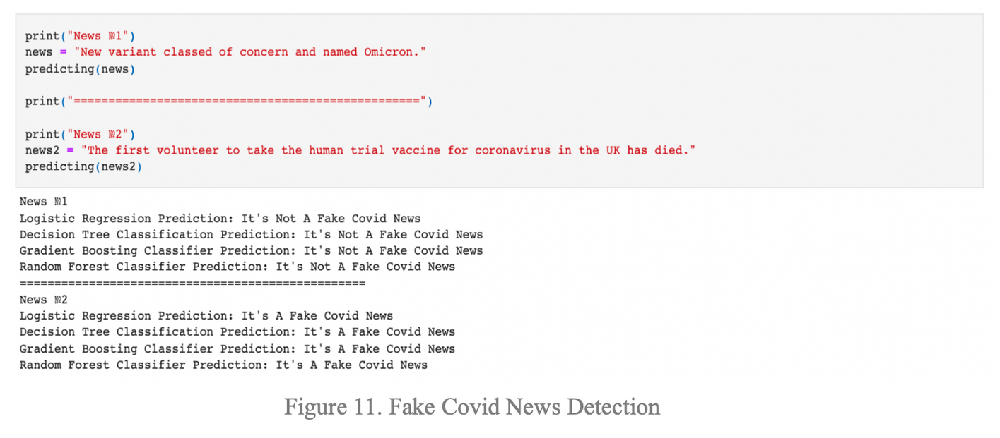 print("News №1")
news = "New variant classed of concern and named Omicron."
predicting(news)
print("==================================================")
print("News №2")
news2 = "The first volunteer to take the human trial vaccine for coronavirus in the UK has died."
predicting(news2)
News №1
Logistic Regression Prediction: It's Not A Fake Covid News
Decision Tree Classification Prediction: It's Not A Fake Covid News
Gradient Boosting Classifier Prediction: It's Not A Fake Covid News
Random Forest Classifier Prediction: It's Not A Fake Covid News
==================================================
News №2
Logistic Regression Prediction: It's A Fake Covid News
Decision Tree Classification Prediction: It's A Fake Covid News
Gradient Boosting Classifier Prediction: It's A Fake Covid News
Random Forest Classifier Prediction: It's A Fake Covid News
Figure 11. Fake Covid News Detection